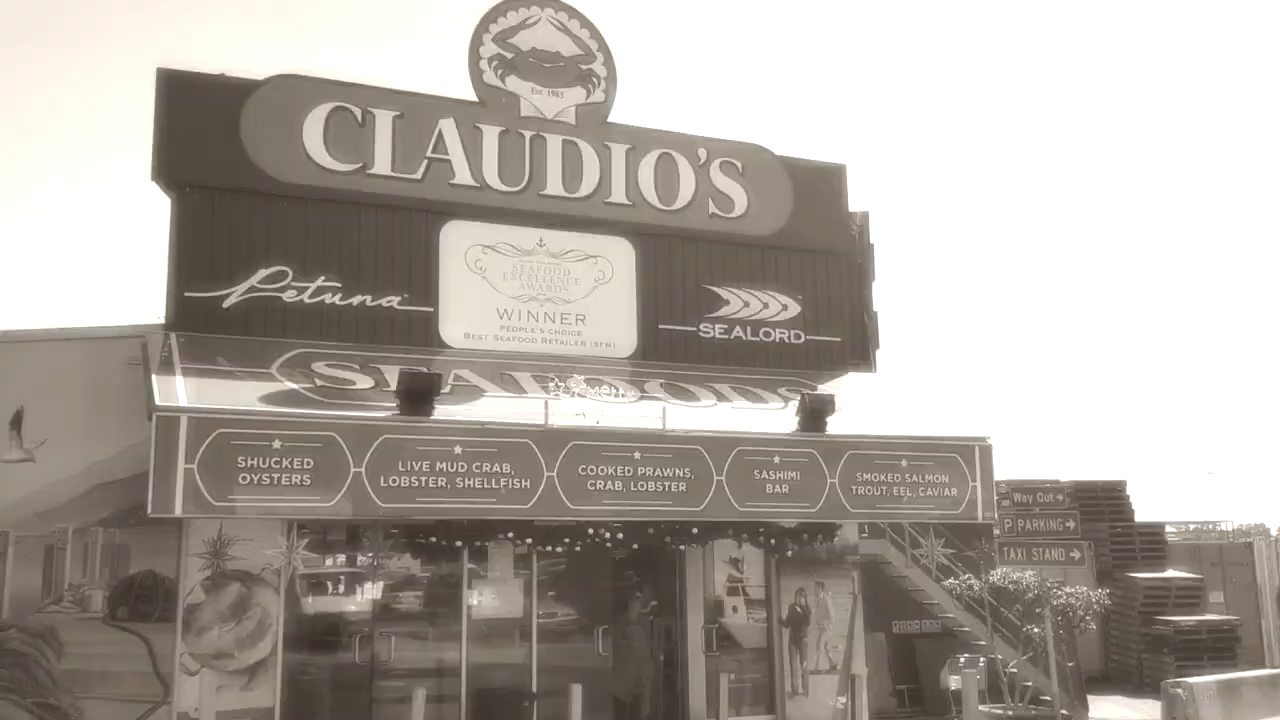 Est 1983
CLAUDIO'S
Petuna
SEAFOOD
EXCELLENCE
AWARDS
WINNER
PEOPLE'S CHOICE
BEST SEAFOOD RETAILER (SFM)
SEALORD
SEAFOODS
SHUCKED
OYSTERS
LIVE MUD CRAB,
LOBSTER, SHELLFISH
COOKED PRAWNS,
CRAB, LOBSTER
SASHIMI
BAR
SMOKED SALMON
TROUT, EEL, CAVIAR
Way Out
P PARKING
TAXI STAND